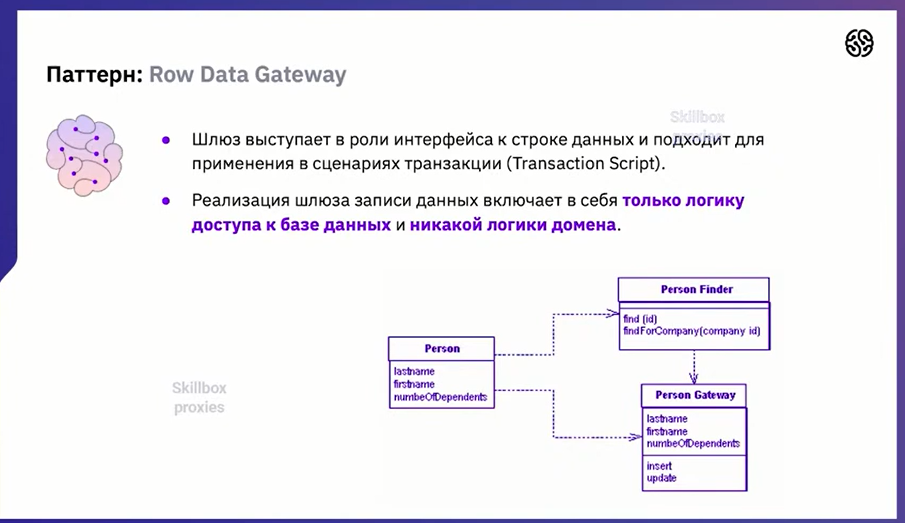 Паттерн: Row Data Gateway
Skillbox
proxies
Шлюз выступает в роли интерфейса к строке данных и подходит для
применения в сценариях транзакции (Transaction Script).
Реализация шлюза записи данных включает в себя только логику
доступа к базе данных и никакой логики домена.
Person Finder
find (id)
findForCompany(company id)
Person
lastname
firstname
numbeOfDependents
Person Gateway
lastname
firstname
numbeOfDependents
insert
update
Skillbox
proxies